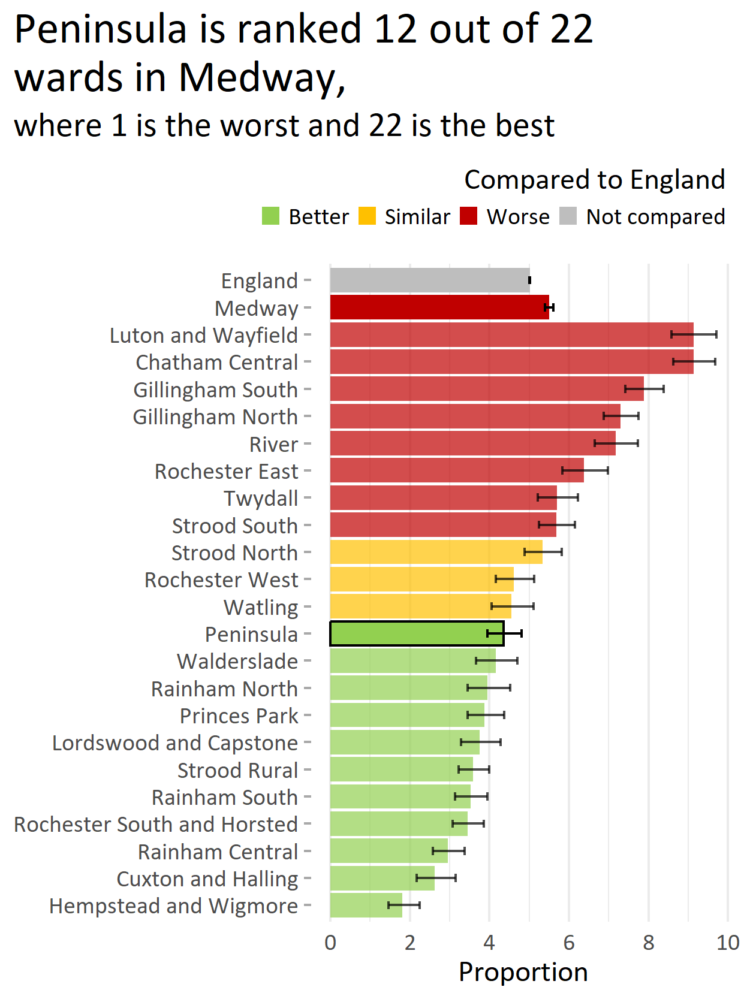 Peninsula is ranked 12 out of 22
wards in Medway,
where 1 is the worst and 22 is the best
Compared to England
Better Similar Worse Not compared
England
Medway
Luton and Wayfield
Chatham Central
Gillingham South
Gillingham North
River
Rochester East
Twydall
Strood South
Strood North
Rochester West
Watling
Peninsula
Walderslade
Rainham North
Princes Park
Lordswood and Capstone
Strood Rural
Rainham South
Rochester South and Horsted
Rainham Central
Cuxton and Halling
Hempstead and Wigmore
0 2 4 6 8 10
Proportion